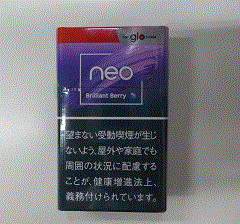 for glo
neo
Brilliant Berry
望まない受動喫煙が生じ
ないよう、屋外や家庭でも
周囲の状況に配慮する
ことが、健康増進法上、
義務付けられています。